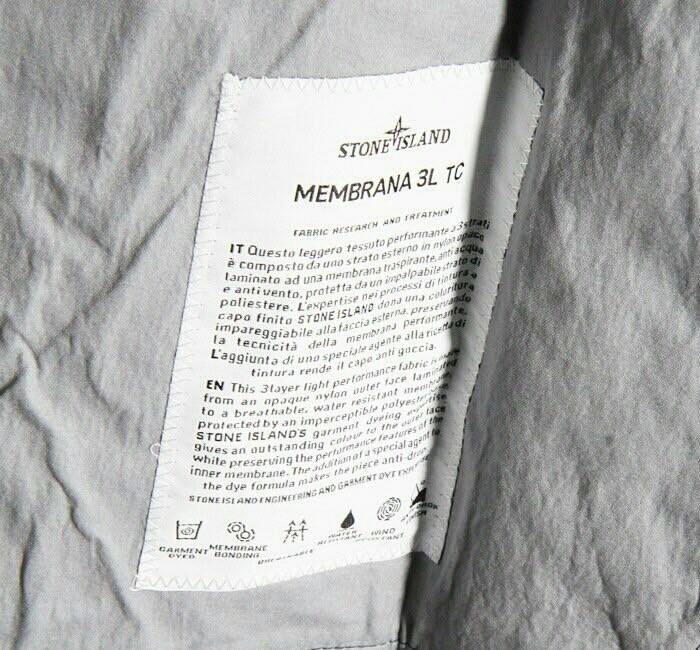 STONE ISLAND
MEMBRANA 3L TC
FABRIC RESEARCH AND TREATMENT
IT Questo leggero tessuto performante a 3 strati
è composto da uno strato esterno in nylon opaco
laminato ad una membrana traspirante, anti acqua
e antivento, protetta da un impalpabile strato di
poliestere. L'expertise nei processi di tintura a
capo finito STONE ISLAND dona una coloritura
impareggiabile alla faccia esterna, preservando
la tecnicità della membrana performante.
L'aggiunta di uno speciale agente alla ricetta di
tintura rende il capo anti goccia.
EN This 3layer light performance fabric is
from an opaque nylon outer face laminated
to a breathable, water resistant membrane,
protected by an imperceptible polyester
STONE ISLAND'S garment dyeing expertise
gives an outstanding colour to the outer face
while preserving the performance features of the
inner membrane. The addition of a special agent to
the dye formula makes the piece anti-drop.
STONE ISLAND ENGINEERING AND GARMENT DYE
GARMENT DYED
MEMBRANE BONDING
BREATHABLE
WATER RESISTANT
WIND RESISTANT